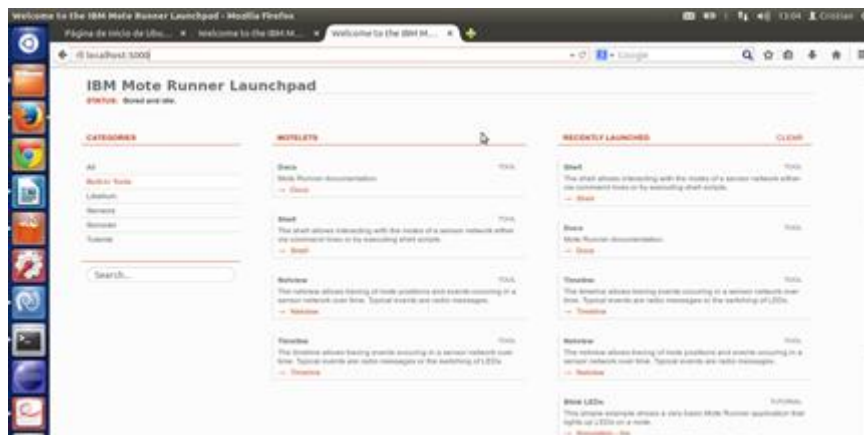 Welcome to the IBM Mote Runner Launchpad - Mozilla Firefox
13:04 Cristian
Página de inicio de Ubu... × Welcome to the IBM M... × Welcome to the IBM M... ×
localhost:5000
Google
IBM Mote Runner Launchpad
STATUS: Bored and idle.
CATEGORIES
All
Built-in Tools
Libelium
Tutorial
Search...
MOTELETS
Docs TOOL
Mote Runner documentation.
→ Docs
Shell TOOL
The shell allows interacting with the motes of a sensor network either
via command lines or by executing shell scripts.
→ Shell
Netview TOOL
The netview allows tracing of mote positions and events occuring in a
sensor network over time. Typical events are radio messages.
→ Netview
Timeline TOOL
The timeline allows tracing events occuring in a sensor network over
time. Typical events are radio messages or the switching of LEDs.
→ Timeline
RECENTLY LAUNCHED CLEAR
Shell TOOL
The shell allows interacting with the motes of a sensor network either
via command lines or by executing shell scripts.
→ Shell
Docs TOOL
Mote Runner documentation.
→ Docs
Timeline TOOL
The timeline allows tracing events occuring in a sensor network over
time. Typical events are radio messages or the switching of LEDs.
→ Timeline
Netview TOOL
The netview allows tracing of mote positions and events occuring in a
sensor network over time. Typical events are radio messages.
→ Netview
Blink LEDs TUTORIAL
This simple example shows a very basic Mote Runner application that
lights up LEDs on a mote.